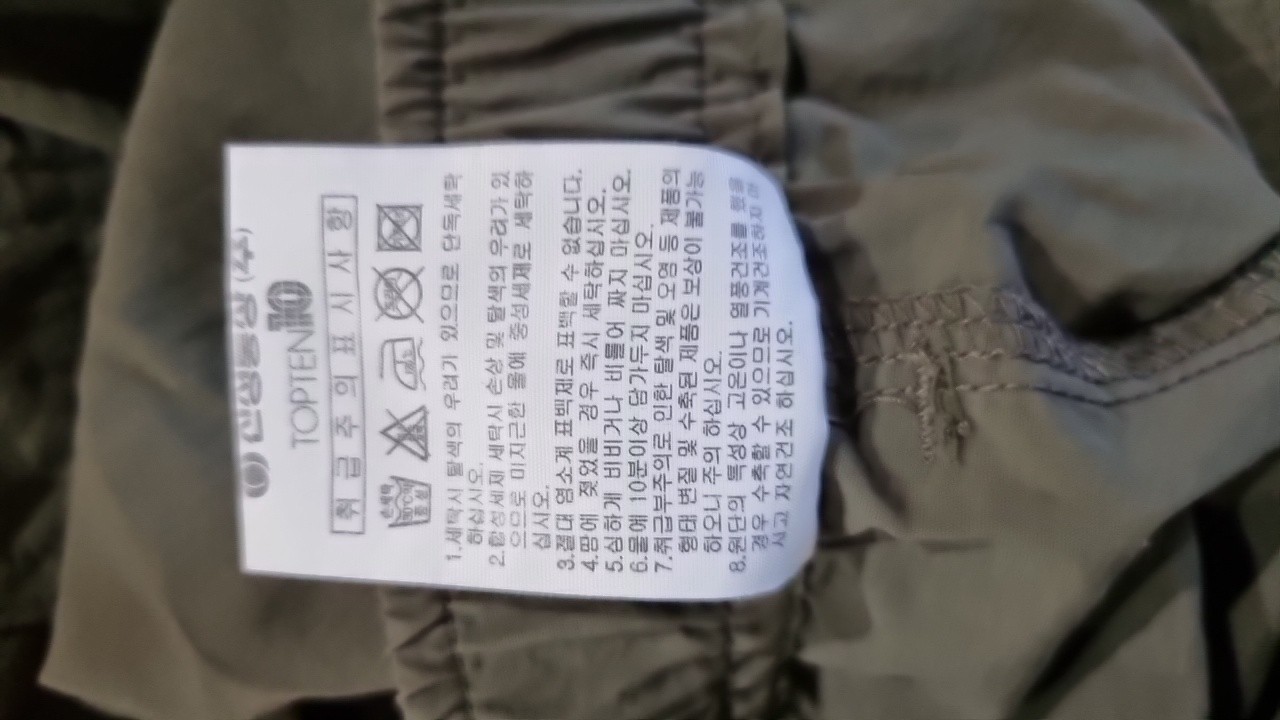 신성통상(주)
TOPTEN10
취급주의표시사항
손세탁
30℃
중성
1.세탁시 탈색의 우려가 있으므로 단독세탁
하십시오.
2.합성세제 세탁시 손상 및 탈색의 우려가 있
으므로 미지근한 물에 중성세제로 세탁하
십시오.
3.절대 염소계 표백제로 표백할 수 없습니다.
4.땀에 젖었을 경우 즉시 세탁하십시오.
5.심하게 비비거나 비틀어 짜지 마십시오.
6.물에 10분이상 담가두지 마십시오.
7.취급부주의로 인한 탈색 및 오염 등 제품의
형태 변질 및 수축된 제품은 보상이 불가능
하오니 주의 하십시오.
8.원단의 특성상 고온이나 열풍건조를 했을
경우 수축할 수 있으므로 기계건조하지 마
시고 자연건조 하십시오.